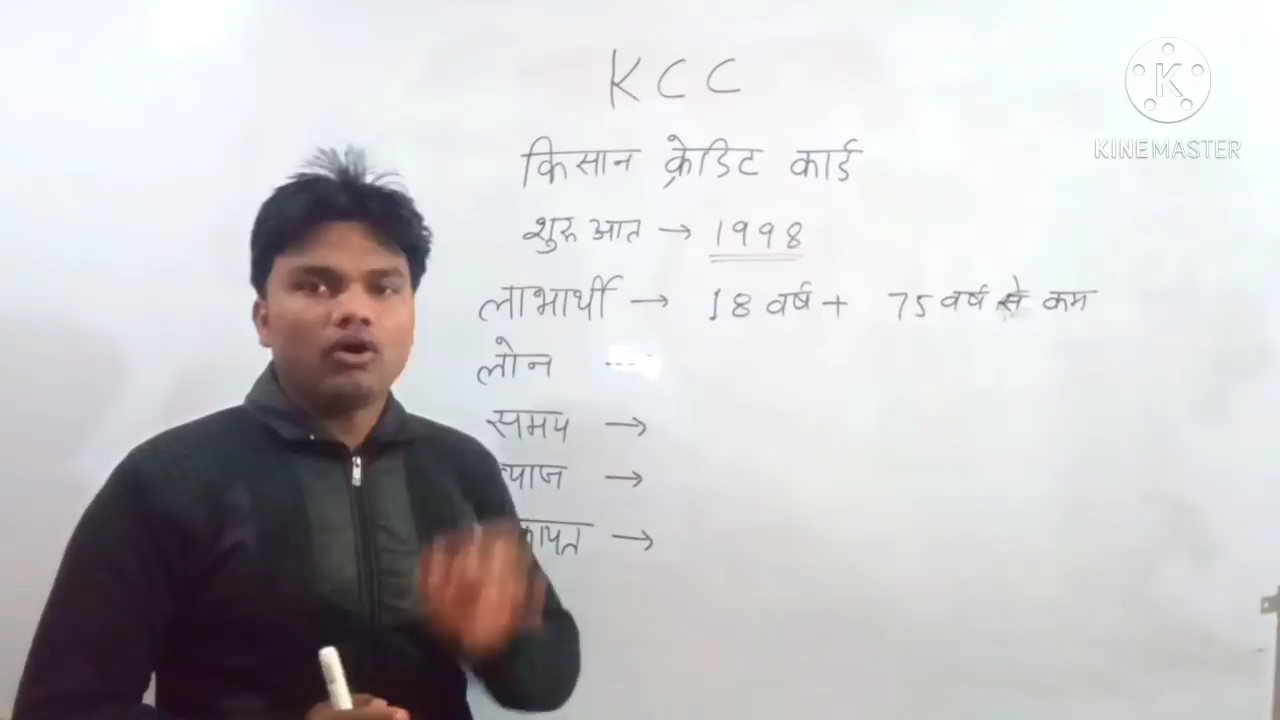 KCC
किसान क्रेडिट कार्ड
शुरुआत → 1998
लाभार्थी → 18 वर्ष + 75 वर्ष से कम
लोन
समय →
→
→
K
KINEMASTER